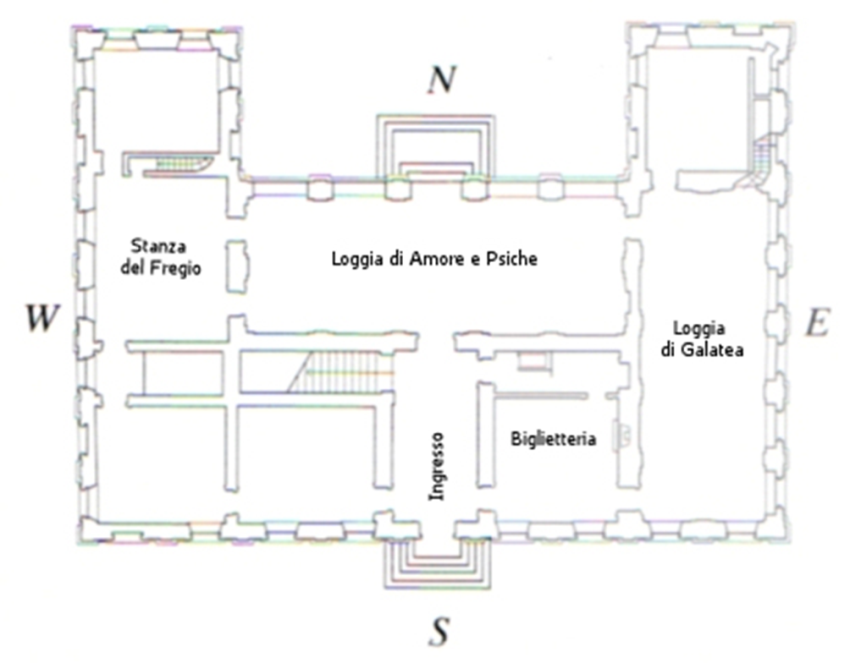 N
Stanza
del Fregio
Loggia di Amore e Psiche
W
Loggia
di Galatea
E
Ingresso
Biglietteria
S